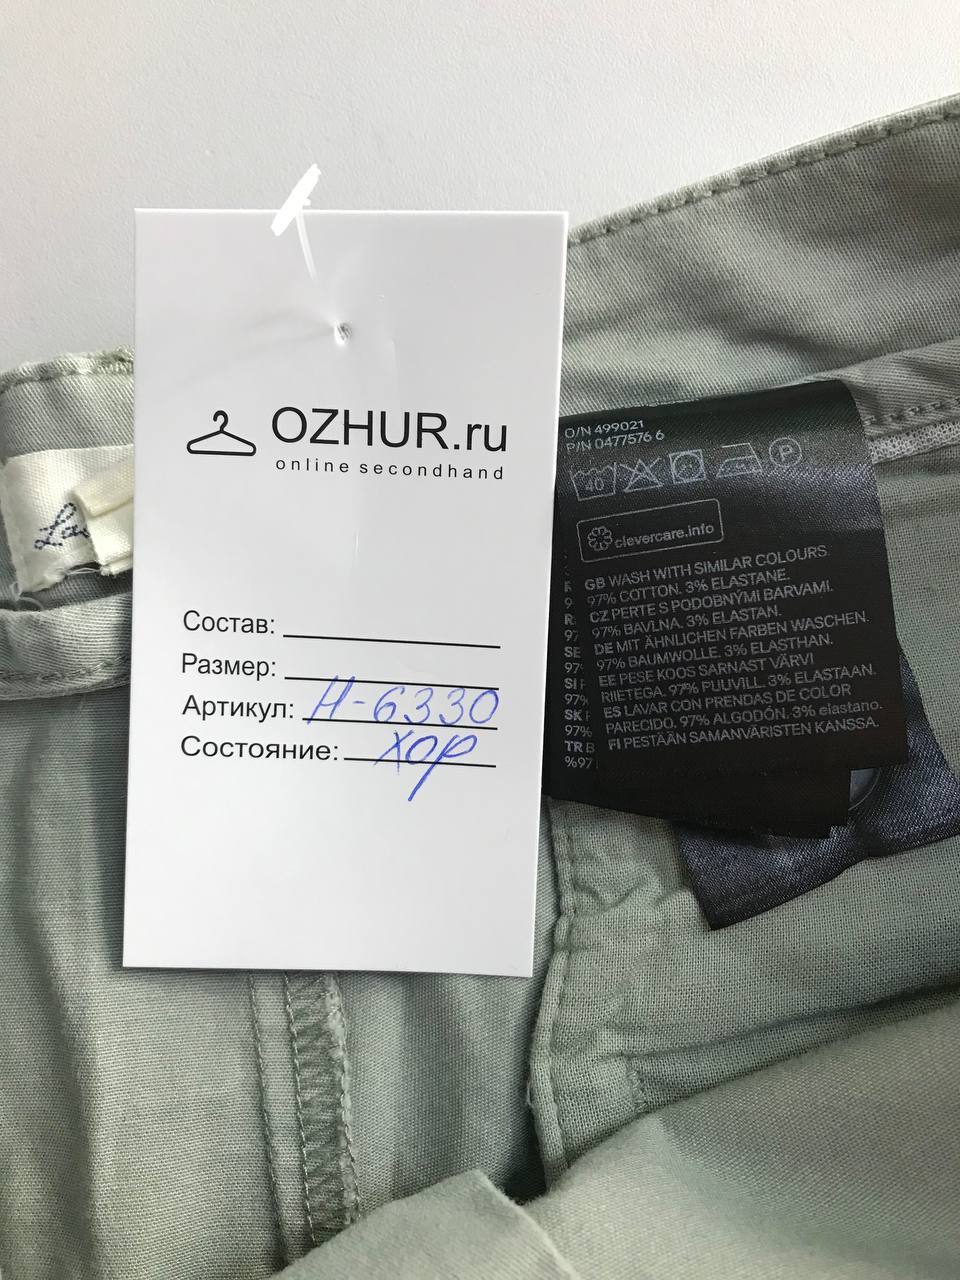 OZHUR.ru
online secondhand
Состав:
Размер:
Артикул: Н-6330
Состояние: хор
O/N 499021
P/N 0477576 6
40
P
clevercare.info
GB WASH WITH SIMILAR COLOURS.
97% COTTON. 3% ELASTANE.
CZ PERTE S PODOBNÝMI BARVAMI.
97% BAVLNA. 3% ELASTAN.
DE MIT ÄHNLICHEN FARBEN WASCHEN.
97% BAUMWOLLE. 3% ELASTHAN.
EE PESE KOOS SARNAST VÄRVI
RIIETEGA. 97% PUUVILL. 3% ELASTAAN.
ES LAVAR CON PRENDAS DE COLOR
PARECIDO. 97% ALGODÓN. 3% elastano.
FI PESTÄÄN SAMANVÄRISTEN KANSSA.